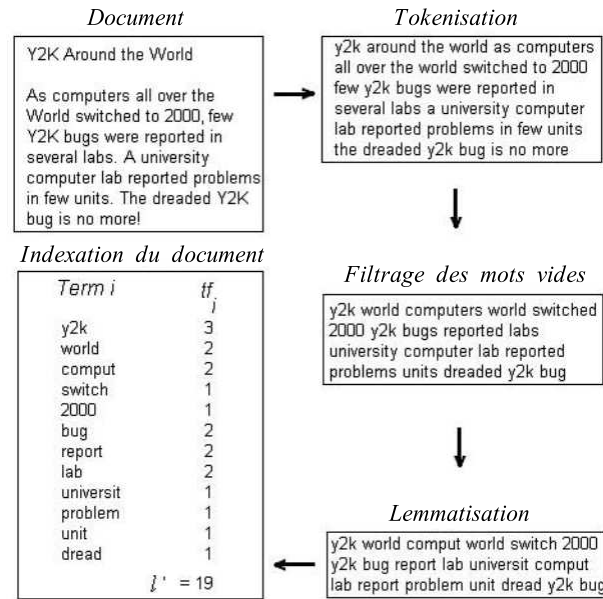 Document
Y2K Around the World
As computers all over the
World switched to 2000, few
Y2K bugs were reported in
several labs. A university
computer lab reported problems
in few units. The dreaded Y2K
bug is no more!
Tokenisation
y2k around the world as computers
all over the world switched to 2000
few y2k bugs were reported in
several labs a university computer
lab reported problems in few units
the dreaded y2k bug is no more
Filtrage des mots vides
y2k world computers world switched
2000 y2k bugs reported labs
university computer lab reported
problems units dreaded y2k bug
Lemmatisation
y2k world comput world switch 2000
y2k bug report lab universit comput
lab report problem unit dread y2k bug
Indexation du document
Term i tf i
y2k 3
world 2
comput 2
switch 1
2000 1
bug 2
report 2
lab 2
universit 1
problem 1
unit 1
dread 1
l' = 19